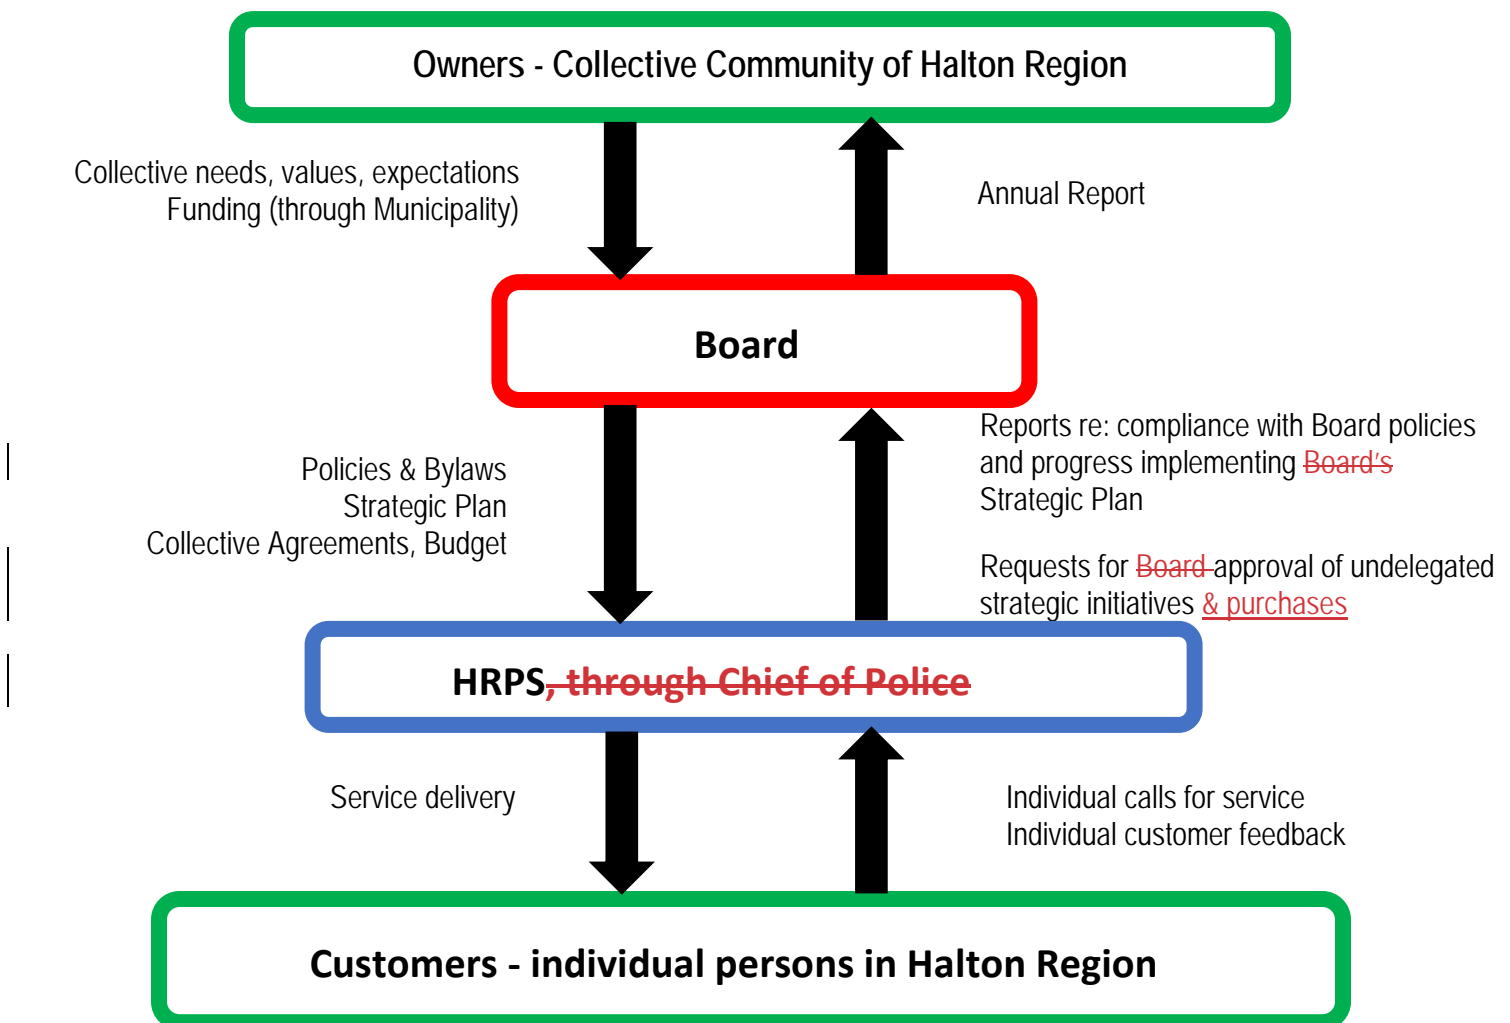 Owners - Collective Community of Halton Region
Collective needs, values, expectations
Funding (through Municipality)
Annual Report
Board
Policies & Bylaws
Strategic Plan
Collective Agreements, Budget
Reports re: compliance with Board policies
and progress implementing Board's
Strategic Plan
Requests for Board approval of undelegated
strategic initiatives & purchases
HRPS, through Chief of Police
Service delivery
Individual calls for service
Individual customer feedback
Customers - individual persons in Halton Region